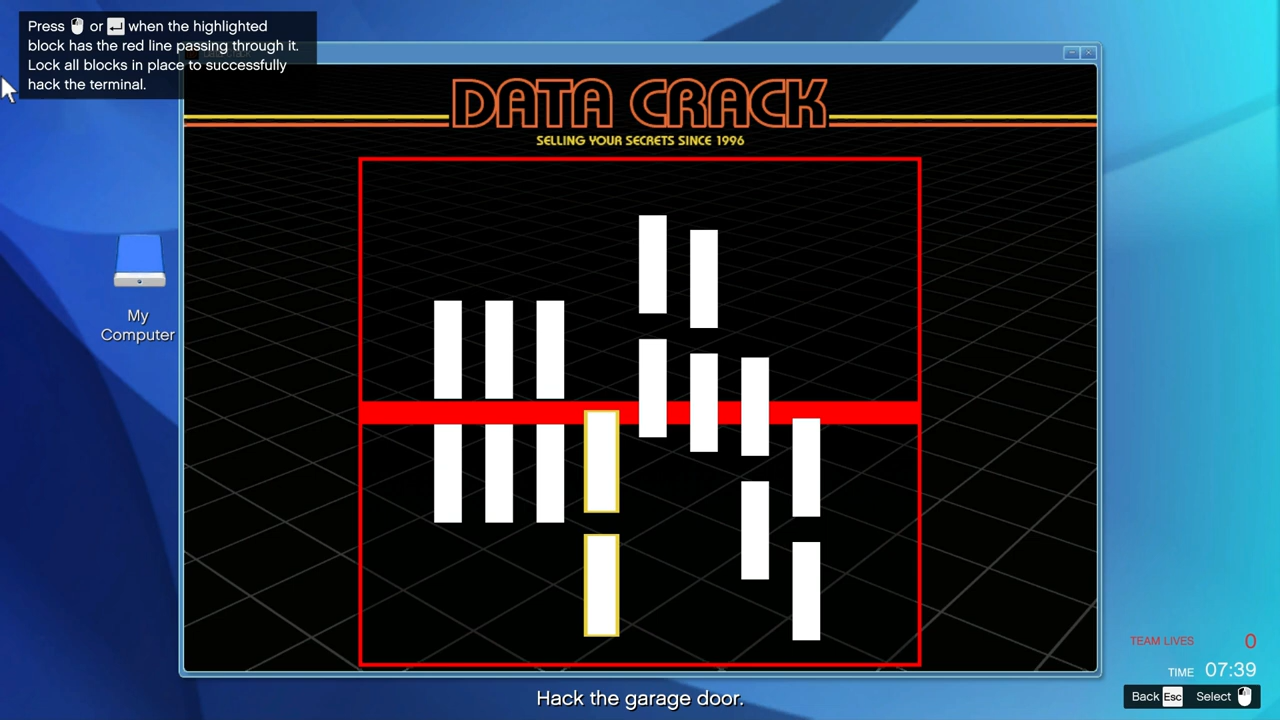 Press or when the highlighted
block has the red line passing through it.
Lock all blocks in place to successfully
hack the terminal.
DATA CRACK
SELLING YOUR SECRETS SINCE 1996
My
Computer
TEAM LIVES 0
TIME 07:39
Back Esc Select
Hack the garage door.